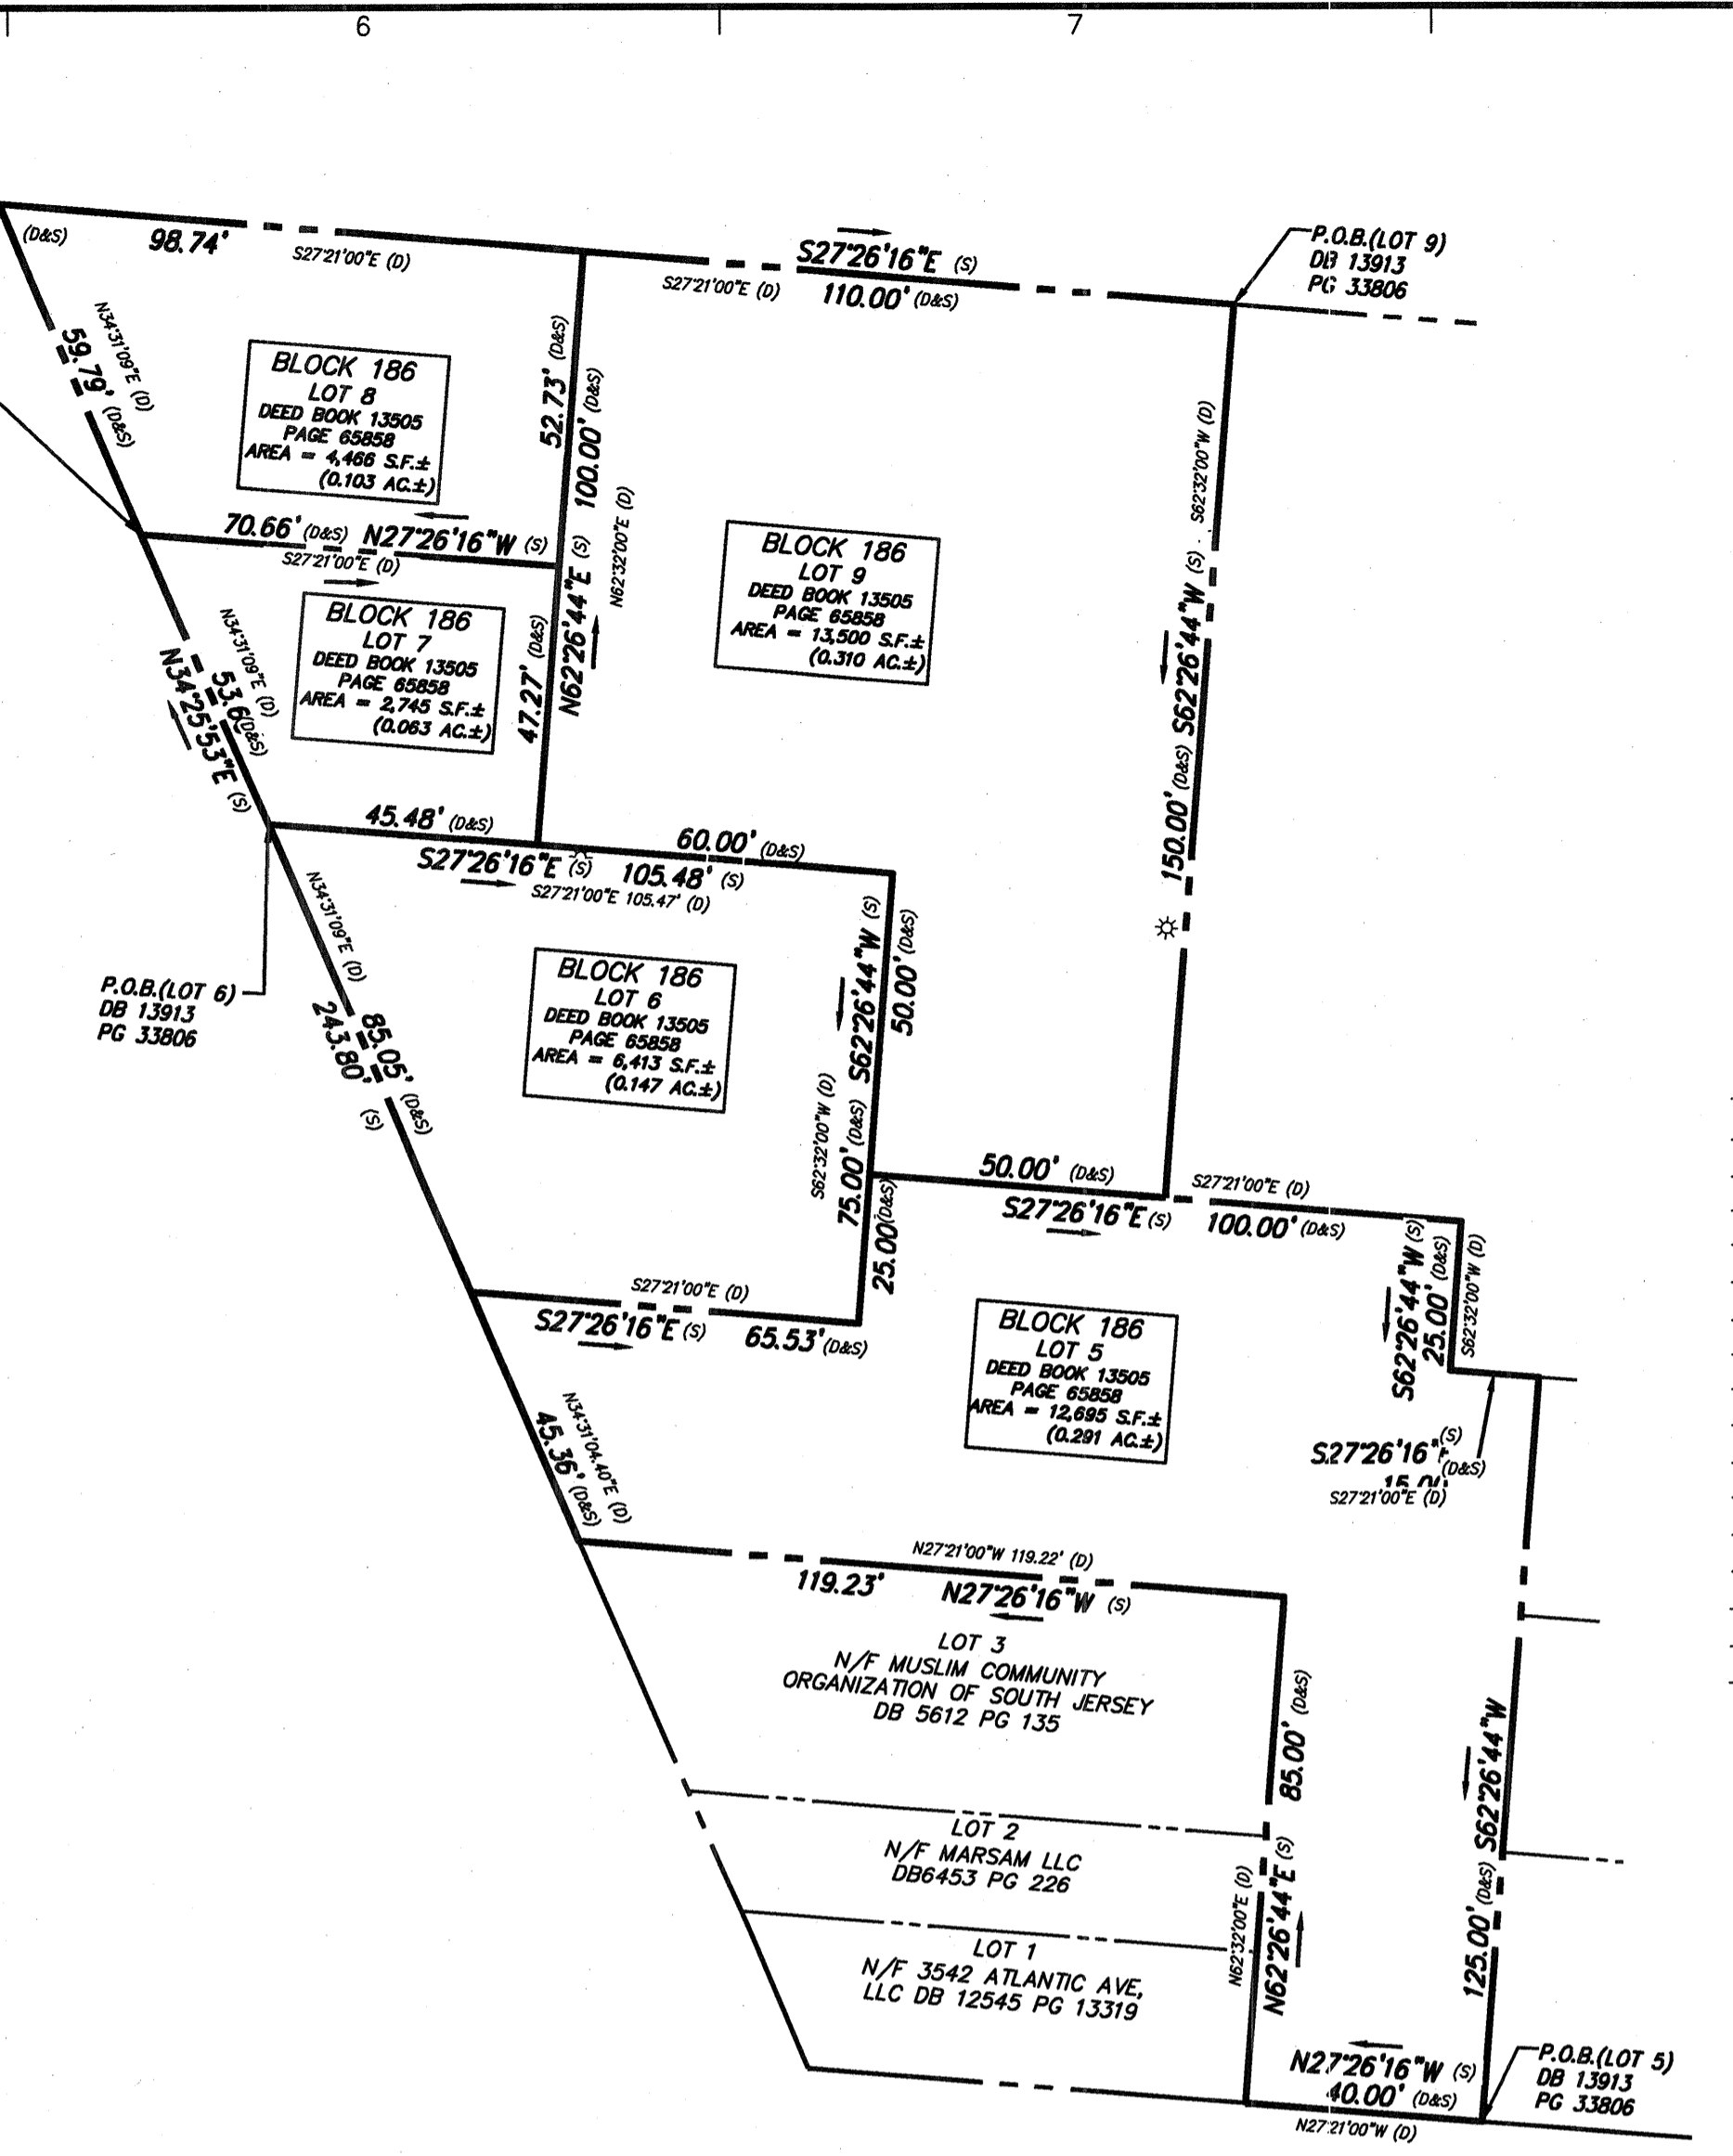 6
7
P.O.B.(LOT 9)
DB 13913
PG 33806
(D&S) 98.74'
S27°21'00"E (D)
S27°26'16"E (S)
S27°21'00"E (D) 110.00' (D&S)
N34°31'09"E (D)
59.79' (D&S)
BLOCK 186
LOT 8
DEED BOOK 13505
PAGE 65858
AREA = 4,466 S.F.±
(0.103 AC.±)
52.73' (D&S)
100.00' (D&S)
N62°26'44"E (S)
N62°32'00"E (D)
S62°32'00"W (D)
150.00' (D&S) S62°26'44"W (S)
70.66' (D&S) N27°26'16"W (S)
S27°21'00"E (D)
BLOCK 186
LOT 9
DEED BOOK 13505
PAGE 65858
AREA = 13,500 S.F.±
(0.310 AC.±)
BLOCK 186
LOT 7
DEED BOOK 13505
PAGE 65858
AREA = 2,745 S.F.±
(0.063 AC.±)
47.27' (D&S)
N34°31'09"E (D)
53.6 (D&S)
N34°25'53"E (S)
45.48' (D&S)
60.00' (D&S)
S27°26'16"E (S) 105.48' (S)
S27°21'00"E 105.47' (D)
N34°31'09"E (D)
85.05' (D&S)
243.80' (S)
P.O.B.(LOT 6)
DB 13913
PG 33806
BLOCK 186
LOT 6
DEED BOOK 13505
PAGE 65858
AREA = 6,413 S.F.±
(0.147 AC.±)
S62°32'00"W (D)
75.00' (D&S) S62°26'44"W (S)
50.00' (D&S)
25.00 (D&S)
50.00' (D&S)
S27°26'16"E (S)
S27°21'00"E (D)
100.00' (D&S)
S62°26'44"W (S)
25.00' (D&S)
S62°32'00"W (D)
S27°21'00"E (D)
S27°26'16"E (S) 65.53' (D&S)
BLOCK 186
LOT 5
DEED BOOK 13505
PAGE 65858
AREA = 12,695 S.F.±
(0.291 AC.±)
S27°26'16" (S)
(D&S)
S27°21'00"E (D)
N34°31'04.40"E (D)
45.36' (D&S)
N27°21'00"W 119.22' (D)
119.23' N27°26'16"W (S)
LOT 3
N/F MUSLIM COMMUNITY
ORGANIZATION OF SOUTH JERSEY
DB 5612 PG 135
85.00' (D&S)
N62°26'44"E (S)
N62°32'00"E (D)
LOT 2
N/F MARSAM LLC
DB6453 PG 226
LOT 1
N/F 3542 ATLANTIC AVE,
LLC DB 12545 PG 13319
125.00' (D&S) S62°26'44"W
N27°26'16"W (S)
40.00' (D&S)
N27°21'00"W (D)
P.O.B.(LOT 5)
DB 13913
PG 33806